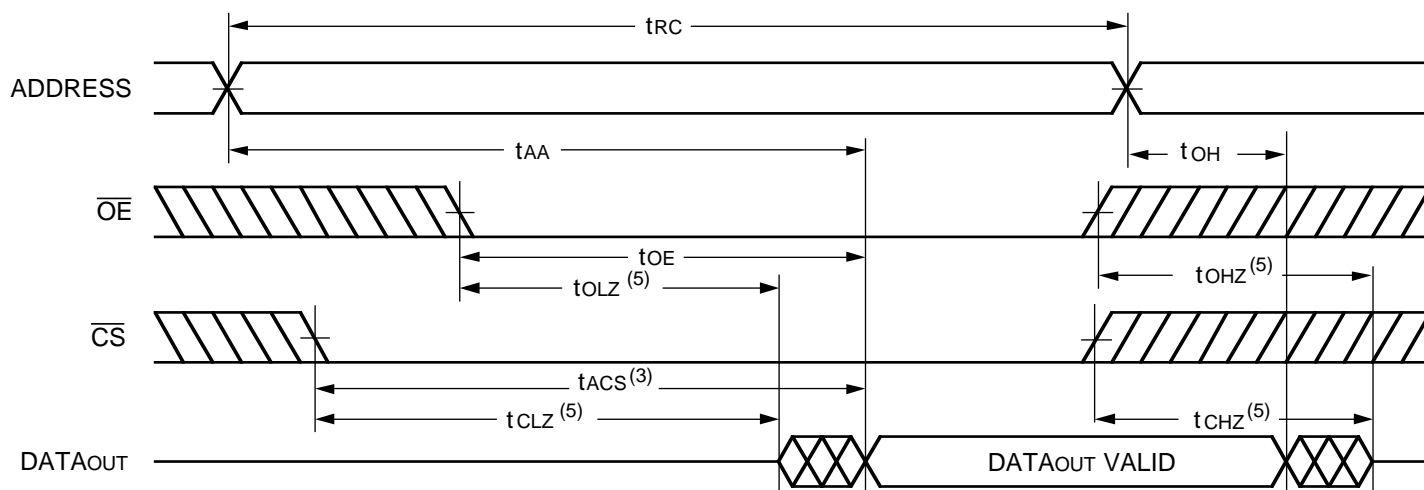 tRC
ADDRESS
tAA
tOH
OE
tOE
tOLZ (5)
tOHZ (5)
CS
tACS (3)
tCLZ (5)
tCHZ (5)
DATAOUT
DATAOUT VALID